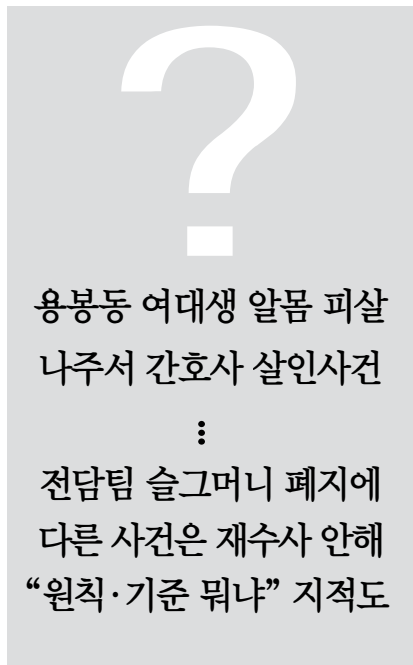 ?
용봉동 여대생 알몸 피살
나주서 간호사 살인사건
⋮
전담팀 슬그머니 폐지에
다른 사건은 재수사 안해
“원칙·기준 뭐냐” 지적도